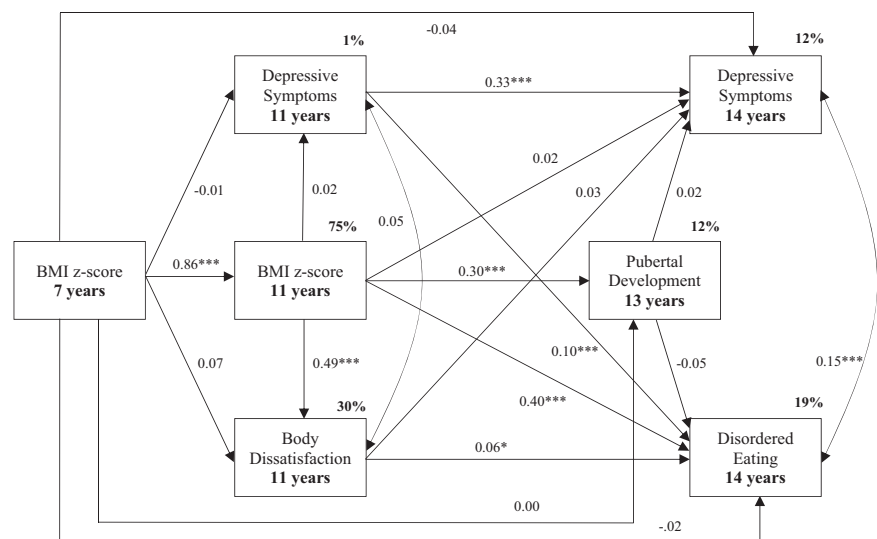 -0.04
1%
12%
Depressive
Symptoms
11 years
0.33***
Depressive
Symptoms
14 years
0.02
-0.01
0.02
0.03
0.02
75%
0.05
12%
BMI z-score
7 years
0.86***
BMI z-score
11 years
0.30***
Pubertal
Development
13 years
0.07
0.49***
0.10***
-0.05
0.15***
0.40***
30%
19%
Body
Dissatisfaction
11 years
0.06*
Disordered
Eating
14 years
0.00
-.02